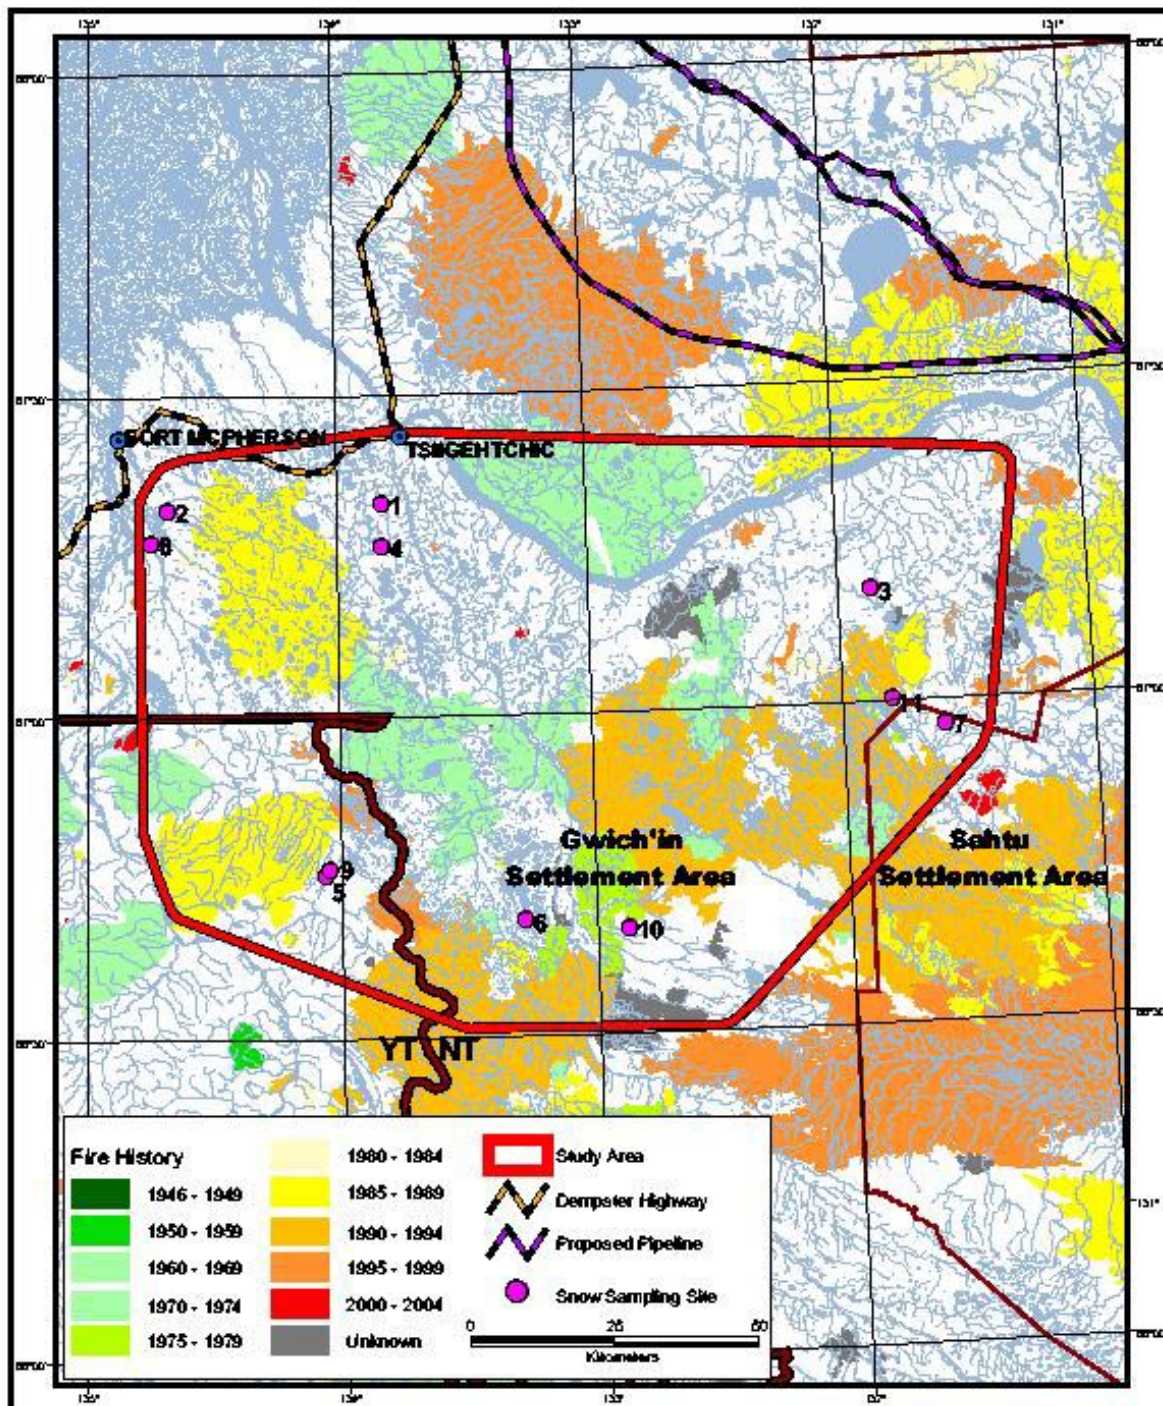 FORT MCPHERSON
TSIIGEHTCHIC
1
2
4
8
3
11
7
Gwich'in
Settlement Area
Sahtu
Settlement Area
9
5
6
10
YT NT
Fire History
1946 - 1949
1950 - 1959
1960 - 1969
1970 - 1974
1975 - 1979
1980 - 1984
1985 - 1989
1990 - 1994
1995 - 1999
2000 - 2004
Unknown
Study Area
Dempster Highway
Proposed Pipeline
Snow Sampling Site
0 25 50
Kilometers